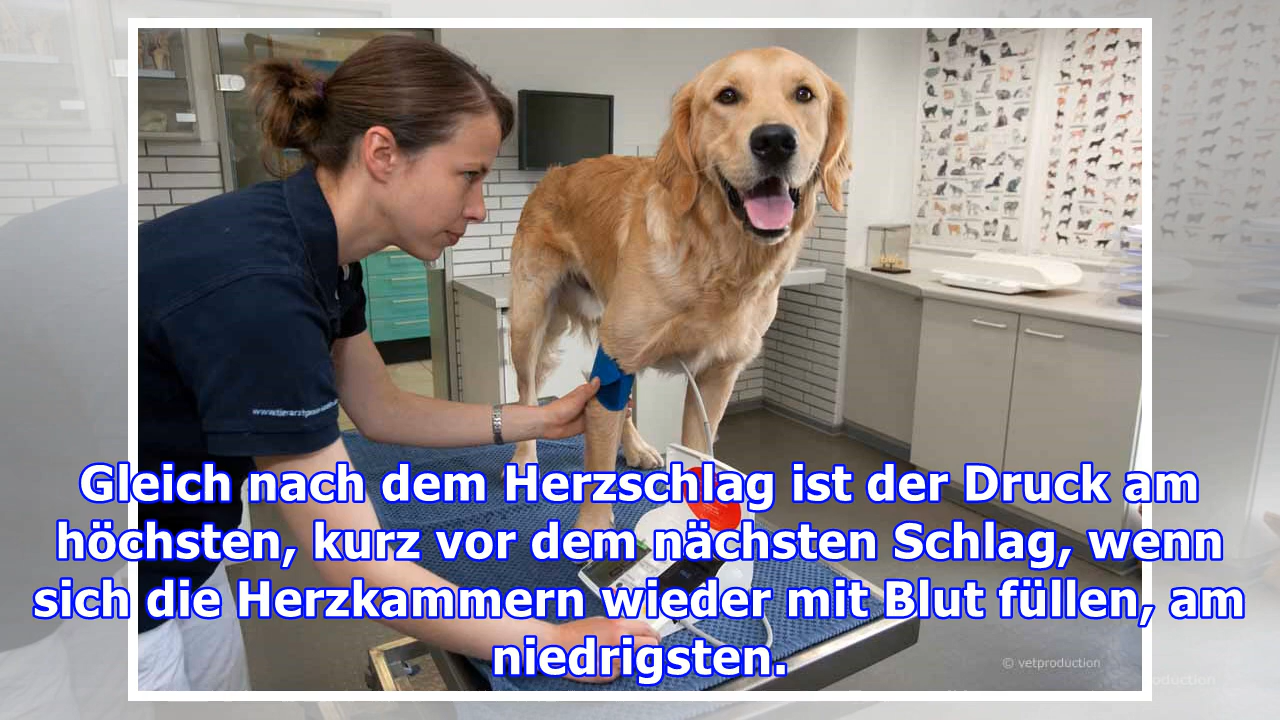 Gleich nach dem Herzschlag ist der Druck am
höchsten, kurz vor dem nächsten Schlag, wenn
sich die Herzkammern wieder mit Blut füllen, am
niedrigsten.
© vetproduction